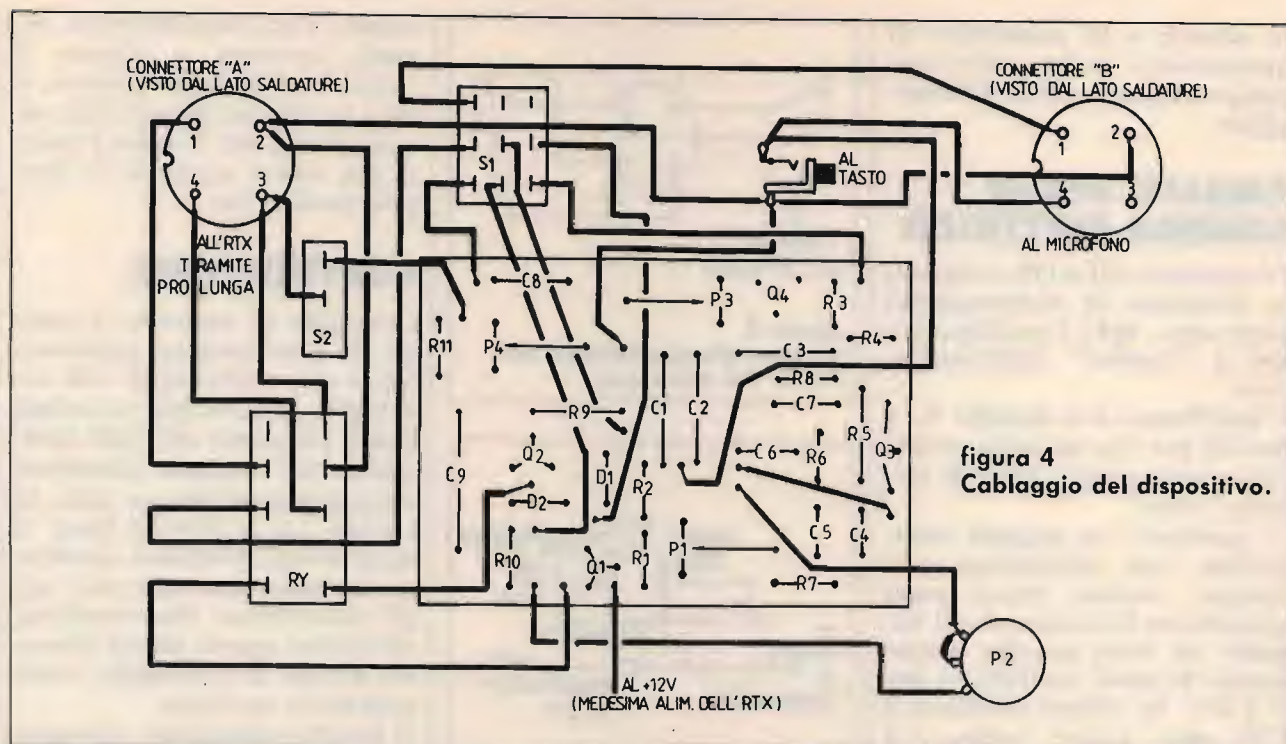 CONNETTORE "A"
(VISTO DAL LATO SALDATURE)
1
2
4
3
ALL'RTX
TRAMITE
PROLUNGA
S1
S2
AL
TASTO
CONNETTORE "B"
(VISTO DAL LATO SALDATURE)
1
2
4
3
AL MICROFONO
C8
P3
Q4
R3
R4
R11
P4
C3
R8
C7
R9
C1
C2
R5
C9
Q2
D1
R2
C6
R6
Q3
D2
R10
Q1
R1
P1
C5
C4
R7
RY
P2
AL +12V
(MEDESIMA ALIM. DELL'RTX)
figura 4
Cablaggio del dispositivo.